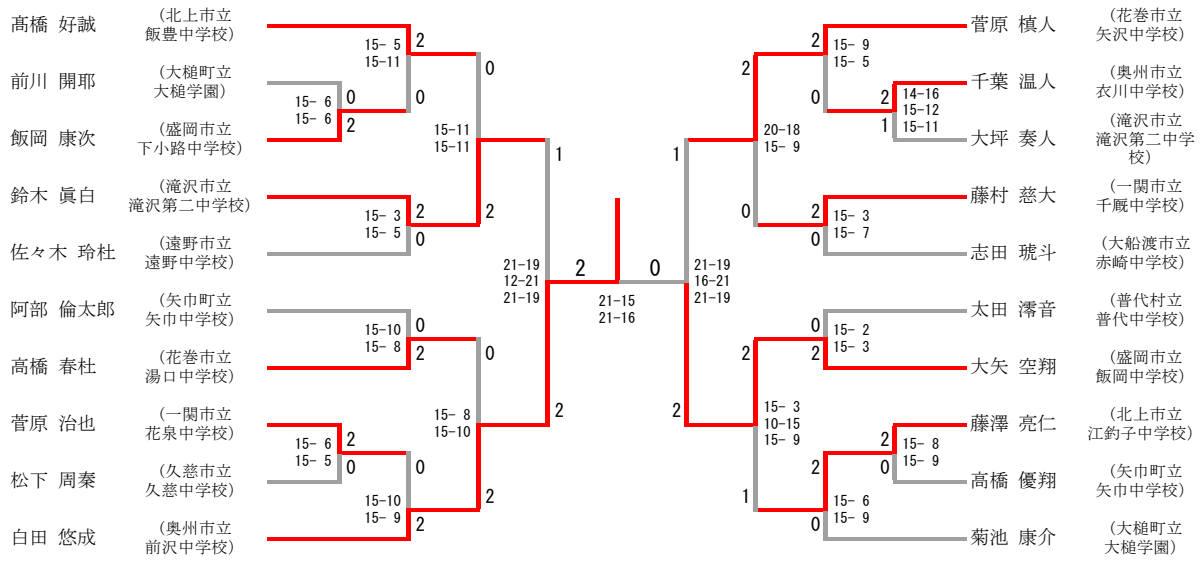 髙橋 好誠
（北上市立
飯豊中学校）
前川 開耶
（大槌町立
大槌学園）
飯岡 康次
（盛岡市立
下小路中学校）
鈴木 眞白
（滝沢市立
滝沢第二中学校）
佐々木 玲杜
（遠野市立
遠野中学校）
阿部 倫太郎
（矢巾町立
矢巾中学校）
高橋 春杜
（花巻市立
湯口中学校）
菅原 治也
（一関市立
花泉中学校）
松下 周秦
（久慈市立
久慈中学校）
白田 悠成
（奥州市立
前沢中学校）
15- 5
15-11
2
0
15- 6
15- 6
0
2
15-11
15-11
0
2
15- 3
15- 5
2
0
21-19
12-21
21-19
1
2
15-10
15- 8
0
2
15- 8
15-10
0
2
15- 6
15- 5
2
0
15-10
15- 9
0
2
2
0
21-15
21-16
21-19
16-21
21-19
1
2
20-18
15- 9
2
0
15- 9
15- 5
2
0
14-16
15-12
15-11
2
1
15- 3
15- 7
2
0
15- 2
15- 3
0
2
15- 3
10-15
15- 9
2
1
15- 8
15- 9
2
0
15- 6
15- 9
2
0
菅原 槙人
（花巻市立
矢沢中学校）
千葉 温人
（奥州市立
衣川中学校）
大坪 奏人
（滝沢市立
滝沢第二中学
校）
藤村 慈大
（一関市立
千厩中学校）
志田 琥斗
（大船渡市立
赤崎中学校）
太田 澪音
（普代村立
普代中学校）
大矢 空翔
（盛岡市立
飯岡中学校）
藤澤 亮仁
（北上市立
江釣子中学校）
高橋 優翔
（矢巾町立
矢巾中学校）
菊池 康介
（大槌町立
大槌学園）